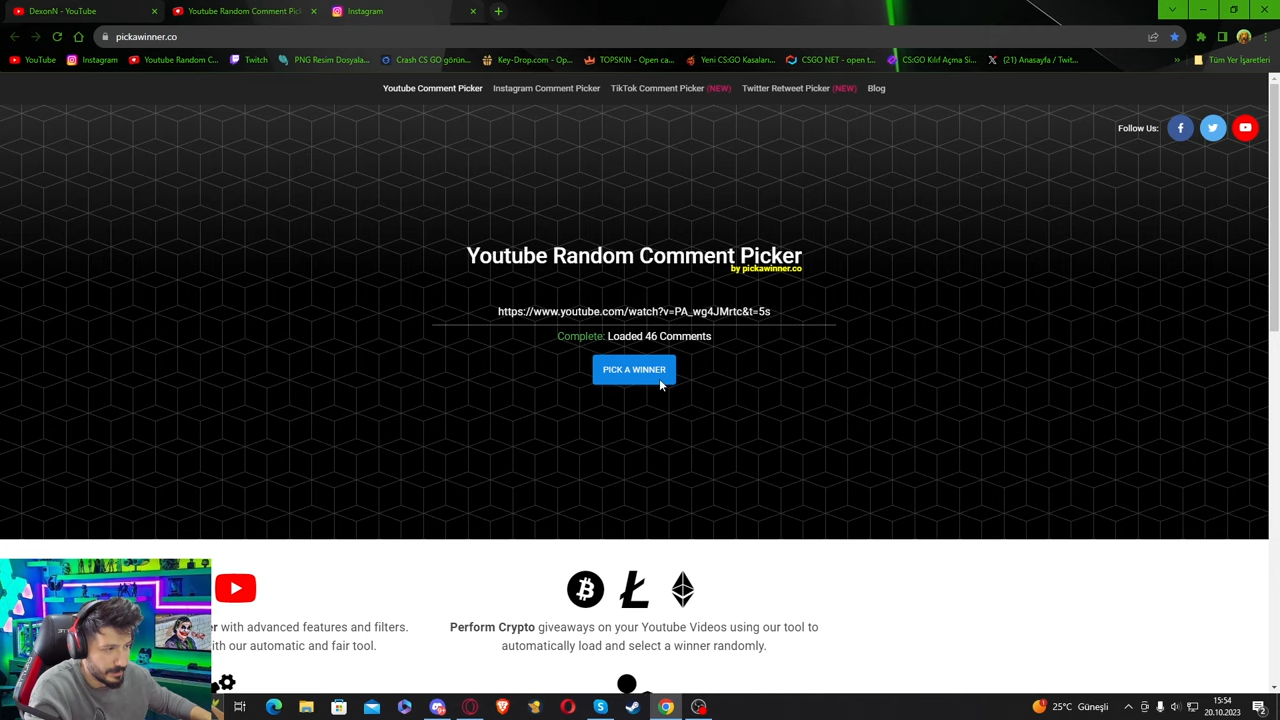 DexonN - YouTube
Youtube Random Comment Pick
Instagram
pickawinner.co
YouTube
Instagram
Youtube Random C...
Twitch
PNG Resim Dosyala...
Crash CS GO görün...
Key-Drop.com - Op...
TOPSKIN - Open ca...
Yeni CS:GO Kasaları...
CSGO NET - open t...
CS:GO Kılıf Açma Si...
(21) Anasayfa / Twit...
»
Tüm Yer İşaretleri
Youtube Comment Picker
Instagram Comment Picker
TikTok Comment Picker (NEW)
Twitter Retweet Picker (NEW)
Blog
Follow Us:
Youtube Random Comment Picker
by pickawinner.co
https://www.youtube.com/watch?v=PA_wg4JMrtc&t=5s
Complete: Loaded 46 Comments
PICK A WINNER
er with advanced features and filters.
ith our automatic and fair tool.
Perform Crypto giveaways on your Youtube Videos using our tool to
automatically load and select a winner randomly.
25°C Güneşli
15:54
20.10.2023